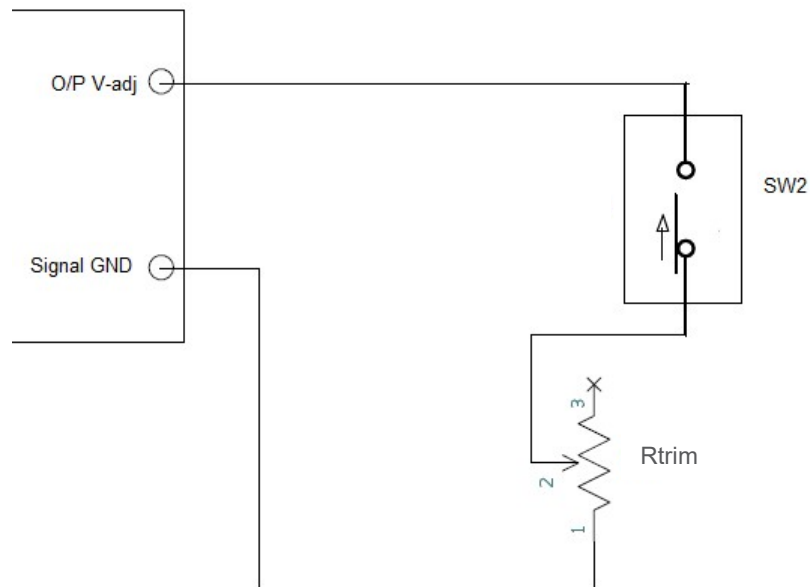 O/P V-adj
SW2
Signal GND
3
Rtrim
2
1